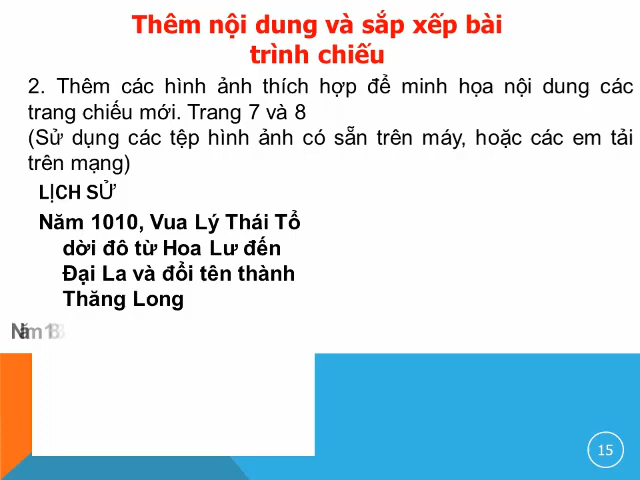 Thêm nội dung và sắp xếp bài
trình chiếu
2. Thêm các hình ảnh thích hợp để minh họa nội dung các
trang chiếu mới. Trang 7 và 8
(Sử dụng các tệp hình ảnh có sẵn trên máy, hoặc các em tải
trên mạng)
LỊCH SỬ
Năm 1010, Vua Lý Thái Tổ
dời đô từ Hoa Lư đến
Đại La và đổi tên thành
Thăng Long
15